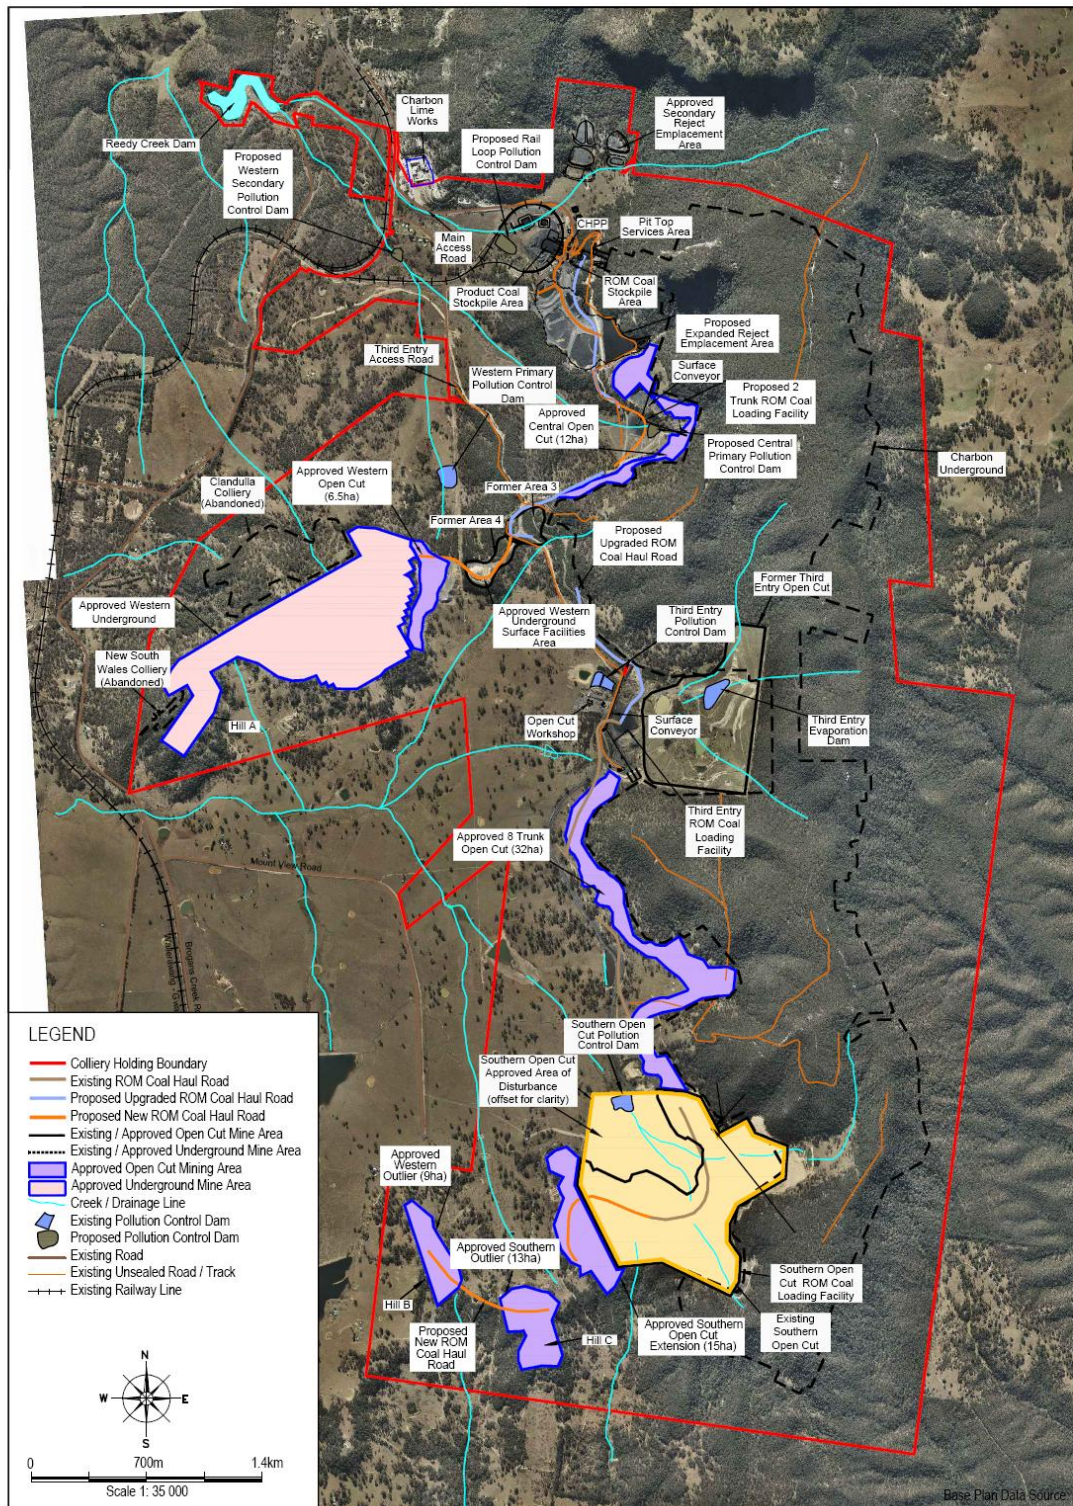 Reedy Creek Dam
Charbon
Lime
Works
Proposed
Western
Secondary
Pollution
Control Dam
Proposed Rail
Loop Pollution
Control Dam
Approved
Secondary
Reject
Emplacement
Area
Main
Access
Road
CHPP
Pit Top
Services Area
Product Coal
Stockpile Area
ROM Coal
Stockpile
Area
Proposed
Expanded Reject
Emplacement Area
Third Entry
Access Road
Western Primary
Pollution Control
Dam
Surface
Conveyor
Proposed 2
Trunk ROM Coal
Loading Facility
Approved
Central Open
Cut (12ha)
Proposed Central
Primary Pollution
Control Dam
Charbon
Underground
Clandulla
Colliery
(Abandoned)
Approved Western
Open Cut
(6.5ha)
Former Area 3
Former Area 4
Proposed
Upgraded ROM
Coal Haul Road
Former Third
Entry Open Cut
Approved Western
Underground
New South
Wales Colliery
(Abandoned)
Approved Western
Underground
Surface Facilities
Area
Third Entry
Pollution
Control Dam
Hill A
Open Cut
Workshop
Surface
Conveyor
Third Entry
Evaporation
Dam
Third Entry
ROM Coal
Loading
Facility
Approved 8 Trunk
Open Cut (32ha)
Mount View Road
Southern Open
Cut Pollution
Control Dam
Southern Open Cut
Approved Area of
Disturbance
(offset for clarity)
Approved
Western
Outlier (9ha)
Approved Southern
Outlier (13ha)
Hill B
Proposed
New ROM
Coal Haul
Road
Hill C
Approved Southern
Open Cut
Extension (15ha)
Southern Open
Cut ROM Coal
Loading Facility
Existing
Southern
Open Cut
LEGEND
Colliery Holding Boundary
Existing ROM Coal Haul Road
Proposed Upgraded ROM Coal Haul Road
Proposed New ROM Coal Haul Road
Existing / Approved Open Cut Mine Area
Existing / Approved Underground Mine Area
Approved Open Cut Mining Area
Approved Underground Mine Area
Creek / Drainage Line
Existing Pollution Control Dam
Proposed Pollution Control Dam
Existing Road
Existing Unsealed Road / Track
Existing Railway Line
N
W
E
S
0 700m 1.4km
Scale 1: 35 000
Base Plan Data Source